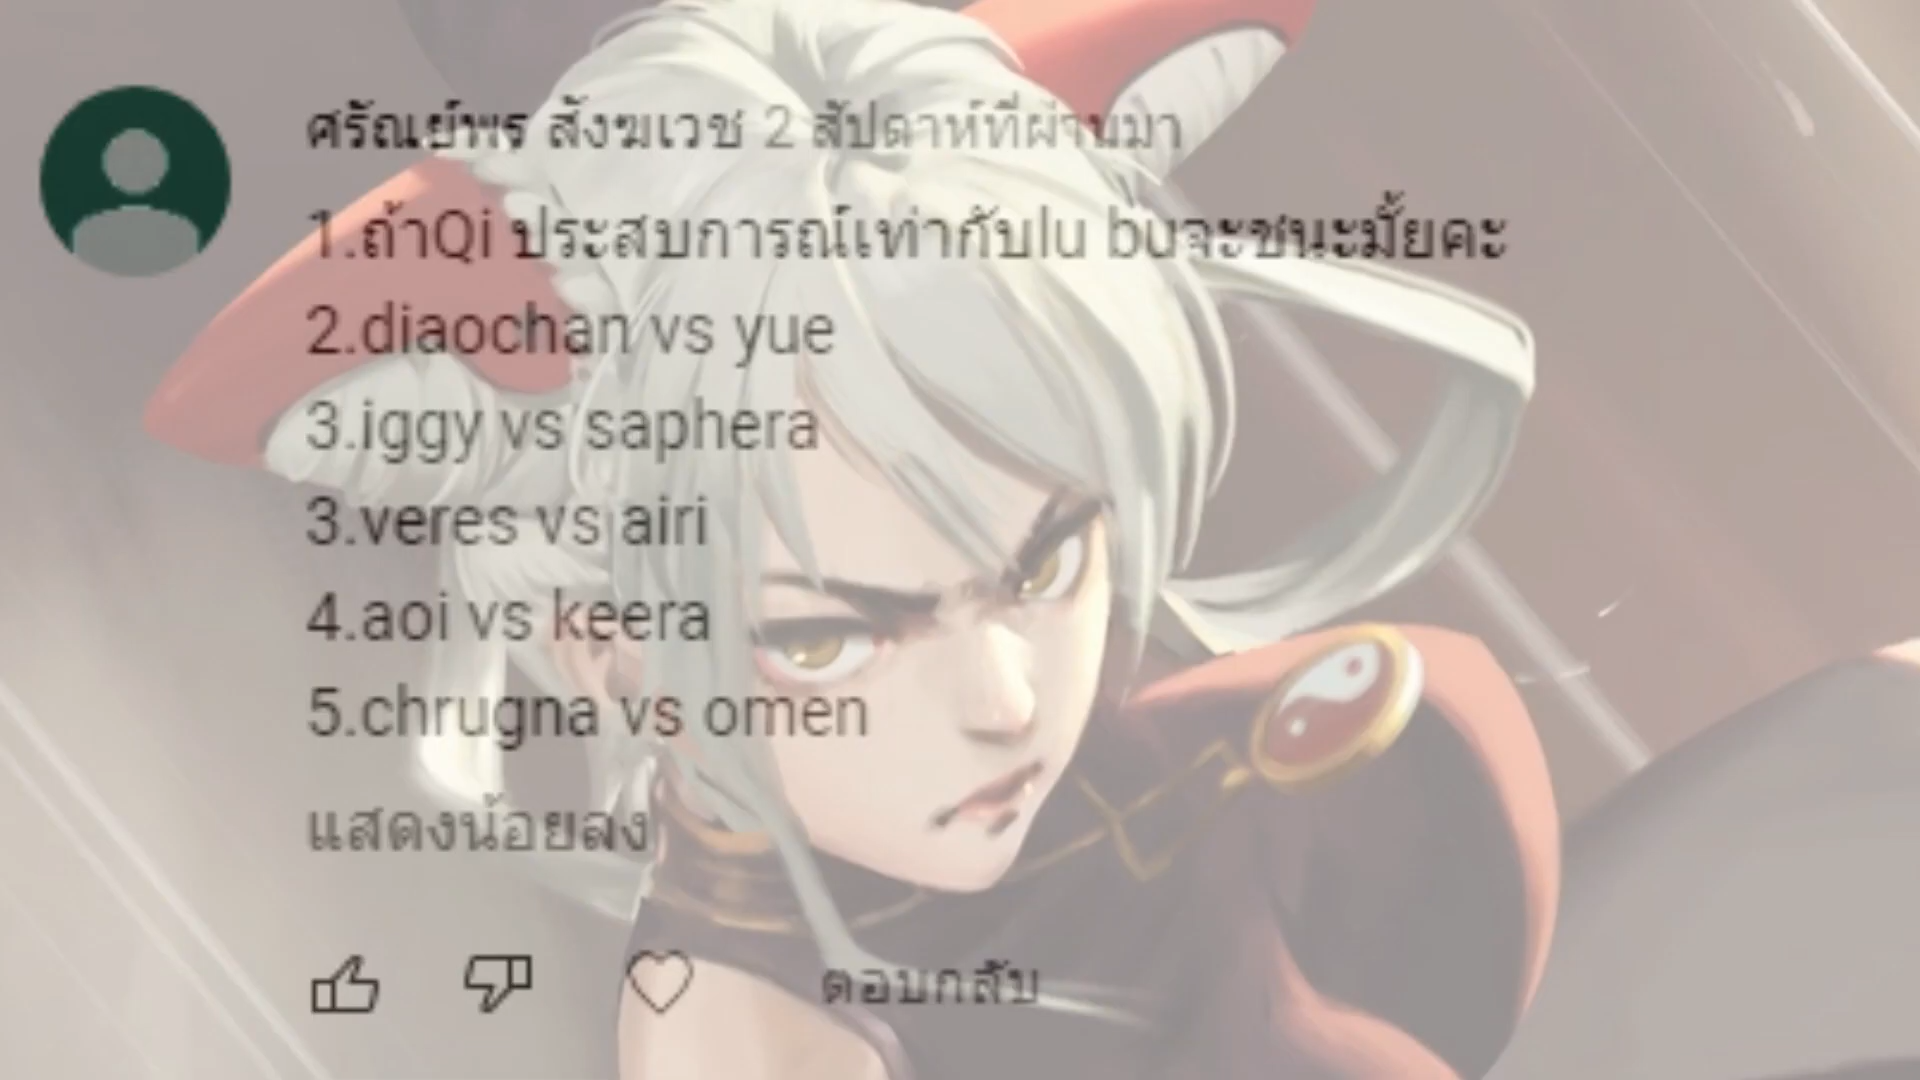 ศรัณย์พร สังฆเวช 2 สัปดาห์ที่ผ่านมา
1.ถ้าQi ประสบการณ์เท่ากับlu buจะชนะมั้ยคะ
2.diaochan vs yue
3.iggy vs saphera
3.veres vs airi
4.aoi vs keera
5.chrugna vs omen
แสดงน้อยลง
ตอบกลับ